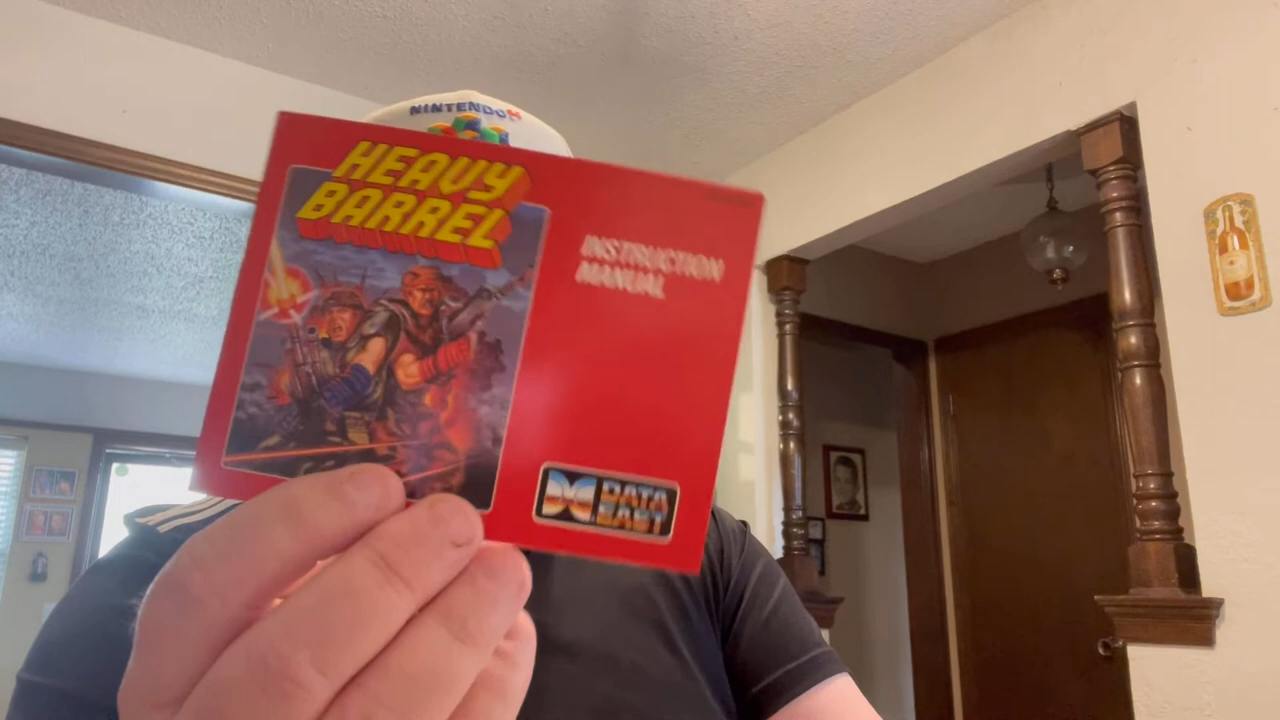 NINTENDO64
HEAVY
BARREL
INSTRUCTION
MANUAL
DATA
EAST